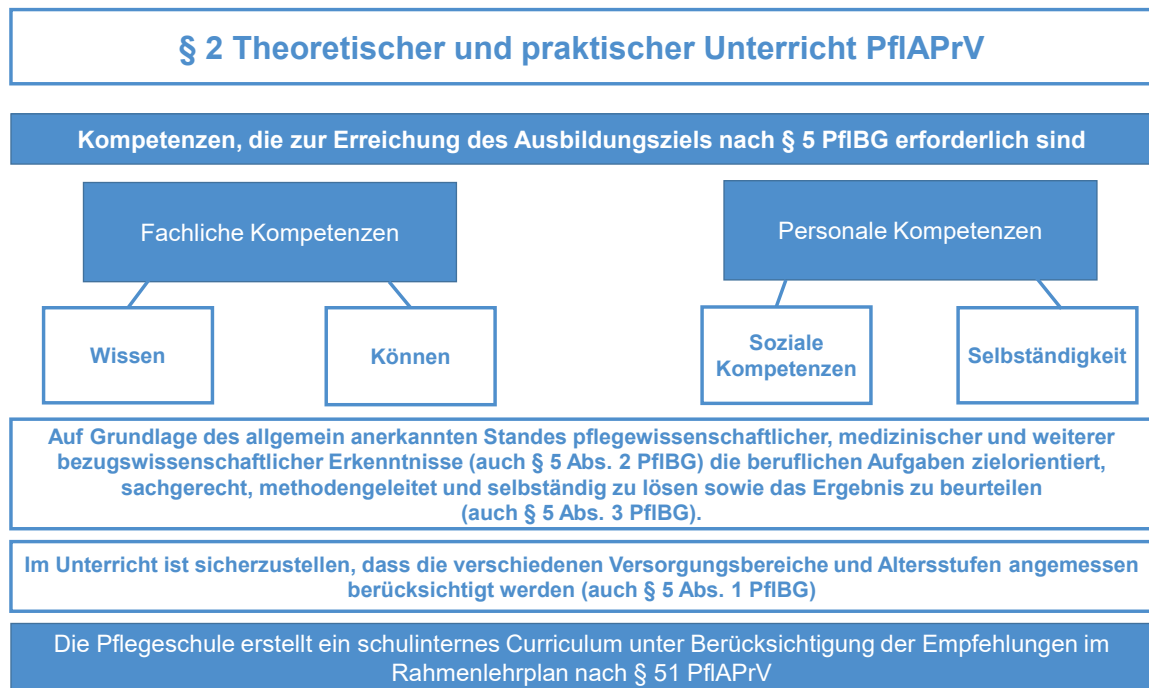 § 2 Theoretischer und praktischer Unterricht PflAPrV
Kompetenzen, die zur Erreichung des Ausbildungsziels nach § 5 PflBG erforderlich sind
Fachliche Kompetenzen
Personale Kompetenzen
Wissen
Können
Soziale
Kompetenzen
Selbständigkeit
Auf Grundlage des allgemein anerkannten Standes pflegewissenschaftlicher, medizinischer und weiterer
bezugswissenschaftlicher Erkenntnisse (auch § 5 Abs. 2 PflBG) die beruflichen Aufgaben zielorientiert,
sachgerecht, methodengeleitet und selbständig zu lösen sowie das Ergebnis zu beurteilen
(auch § 5 Abs. 3 PflBG).
Im Unterricht ist sicherzustellen, dass die verschiedenen Versorgungsbereiche und Altersstufen angemessen
berücksichtigt werden (auch § 5 Abs. 1 PflBG)
Die Pflegeschule erstellt ein schulinternes Curriculum unter Berücksichtigung der Empfehlungen im
Rahmenlehrplan nach § 51 PflAPrV